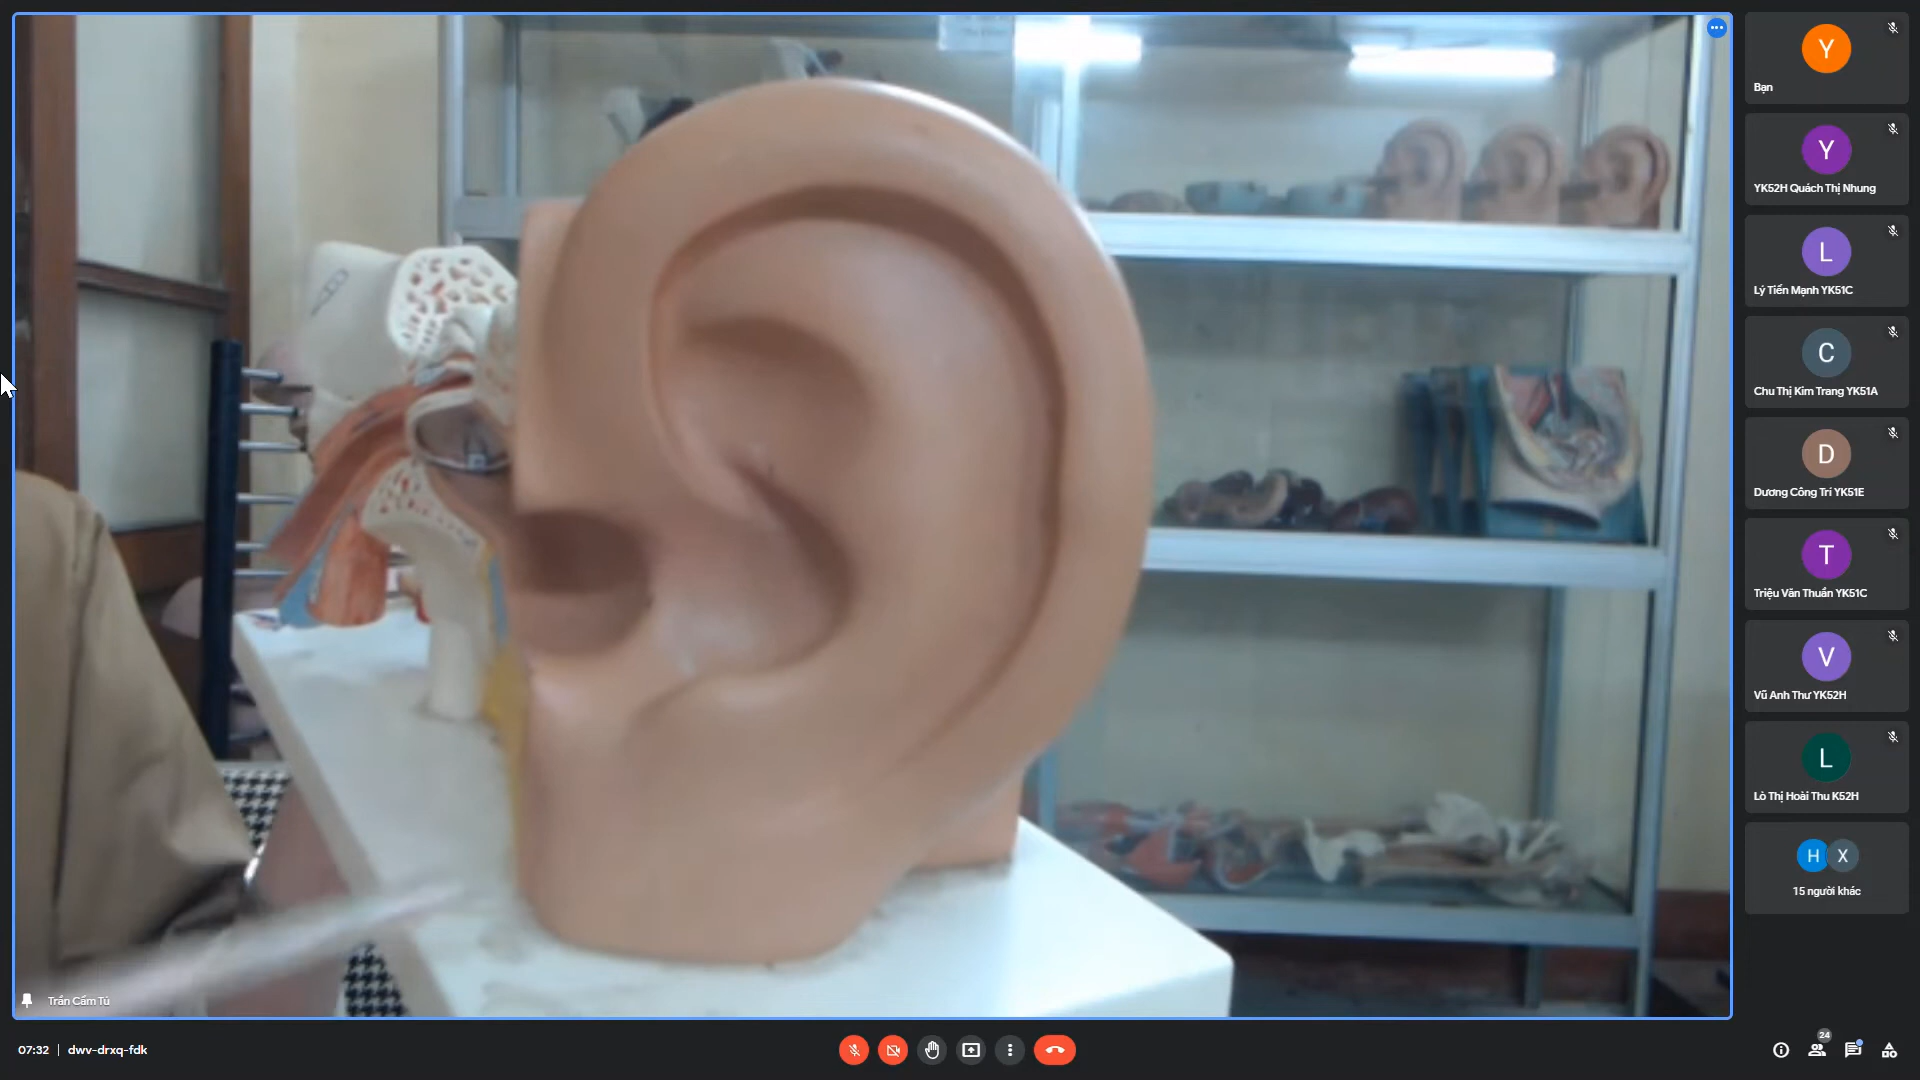 Y
Bạn
Y
YK52H Quách Thị Nhung
L
Lý Tiến Mạnh YK51C
C
Chu Thị Kim Trang YK51A
D
Dương Công Trí YK51E
T
Triệu Văn Thuần YK51C
V
Vũ Anh Thư YK52H
L
Lò Thị Hoài Thu K52H
H X
15 người khác
Trần Cẩm Tú
07:32 | dwv-drxq-fdk
24